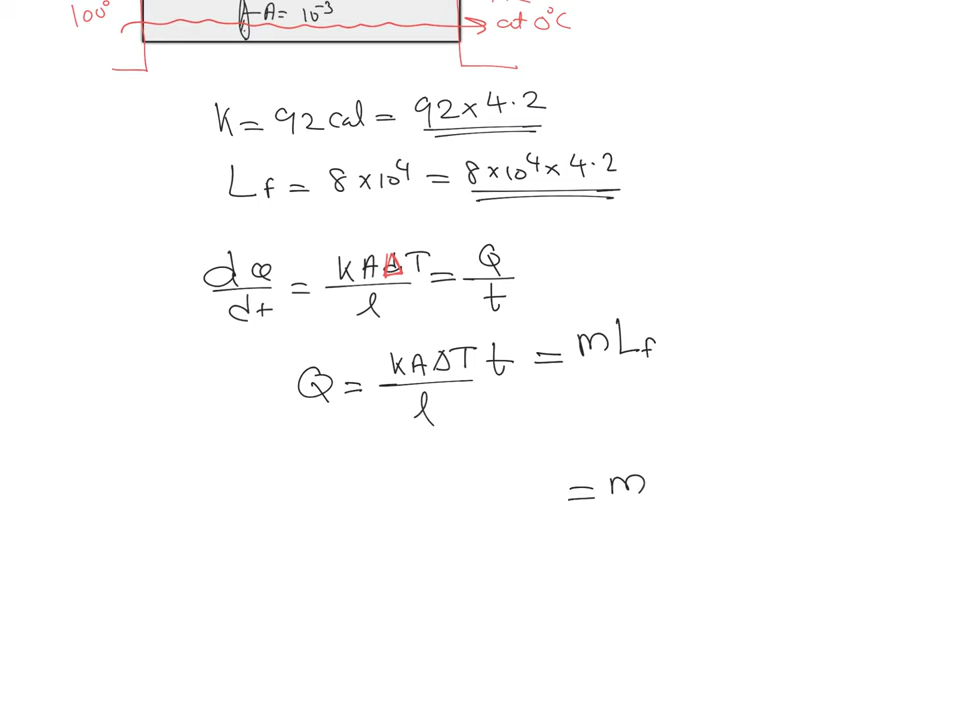 100° A = 10⁻³ at 0°C
K = 92 cal = 92 × 4.2
Lf = 8 × 10⁴ = 8 × 10⁴ × 4.2
dQ/dt = KAΔT/l = Q/t
Q = KAΔT/l t = mLf
= m